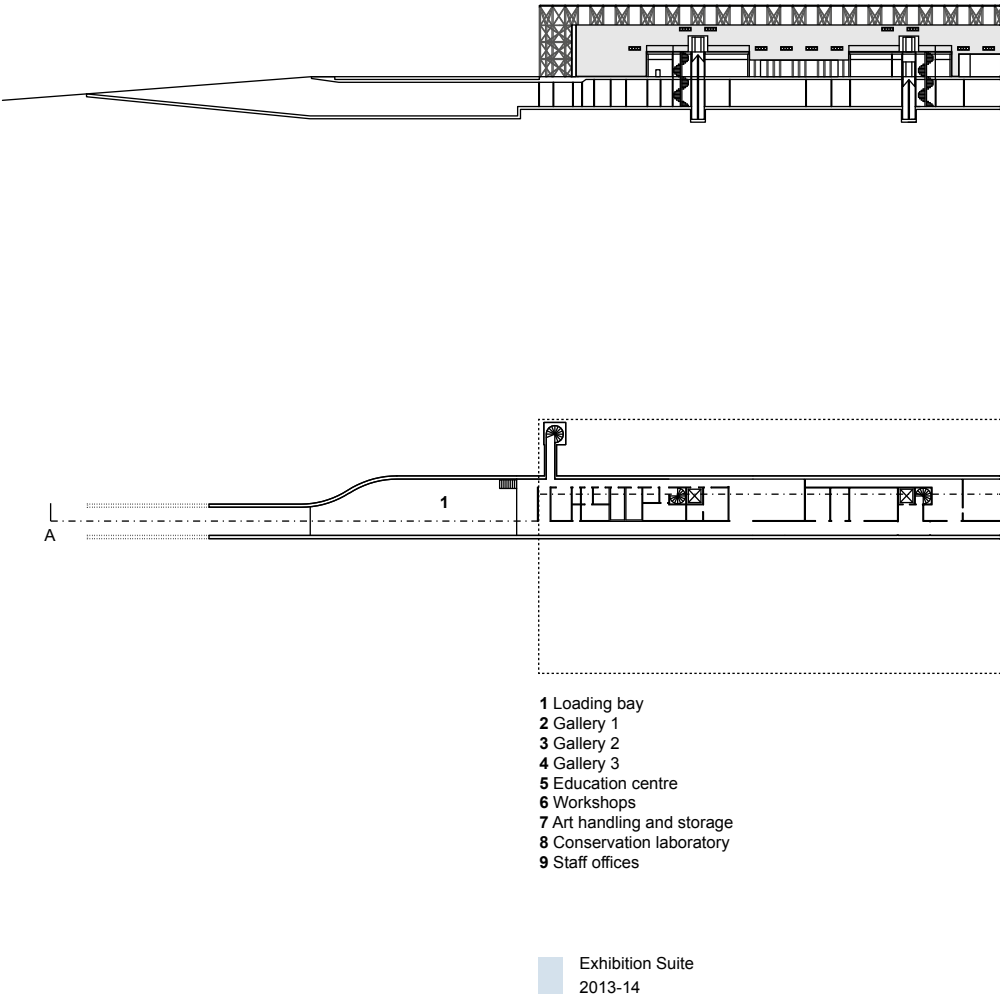 1
A
1 Loading bay
2 Gallery 1
3 Gallery 2
4 Gallery 3
5 Education centre
6 Workshops
7 Art handling and storage
8 Conservation laboratory
9 Staff offices
Exhibition Suite
2013-14